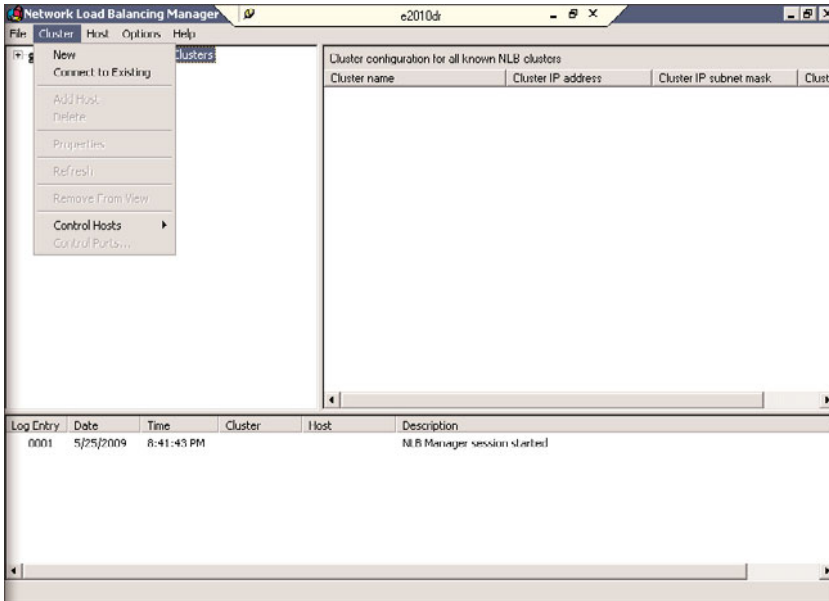 Network Load Balancing Manager
e2010dr
File Cluster Host Options Help
Clusters
New
Connect to Existing
Add Host
Delete
Properties
Refresh
Remove From View
Control Hosts
Control Ports...
Cluster configuration for all known NLB clusters
Cluster name Cluster IP address Cluster IP subnet mask Clust
Log Entry Date Time Cluster Host Description
0001 5/25/2009 8:41:43 PM NLB Manager session started